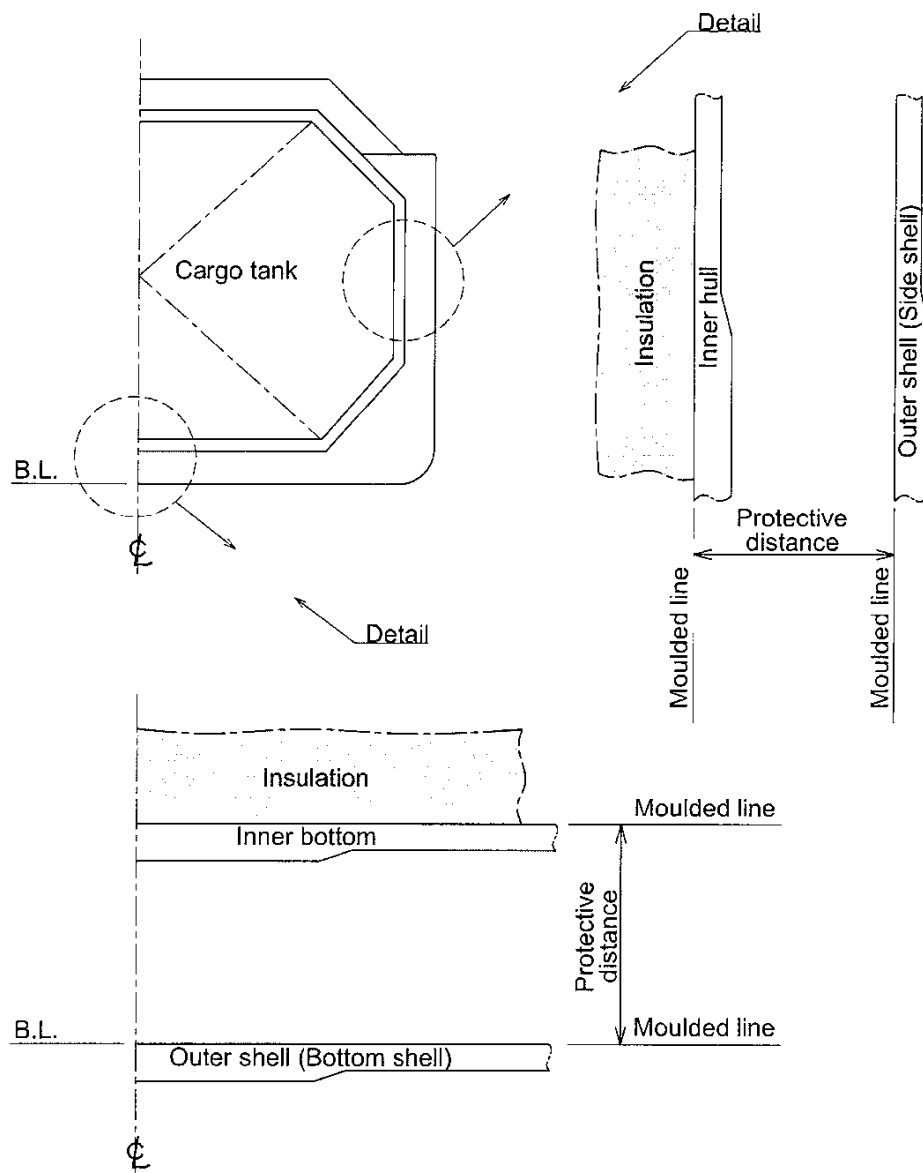 Detail
Cargo tank
B.L.
℄
Insulation
Inner hull
Outer shell (Side shell)
Protective
distance
Moulded line
Moulded line
Detail
Insulation
Inner bottom
Moulded line
Protective
distance
B.L.
Moulded line
Outer shell (Bottom shell)
℄